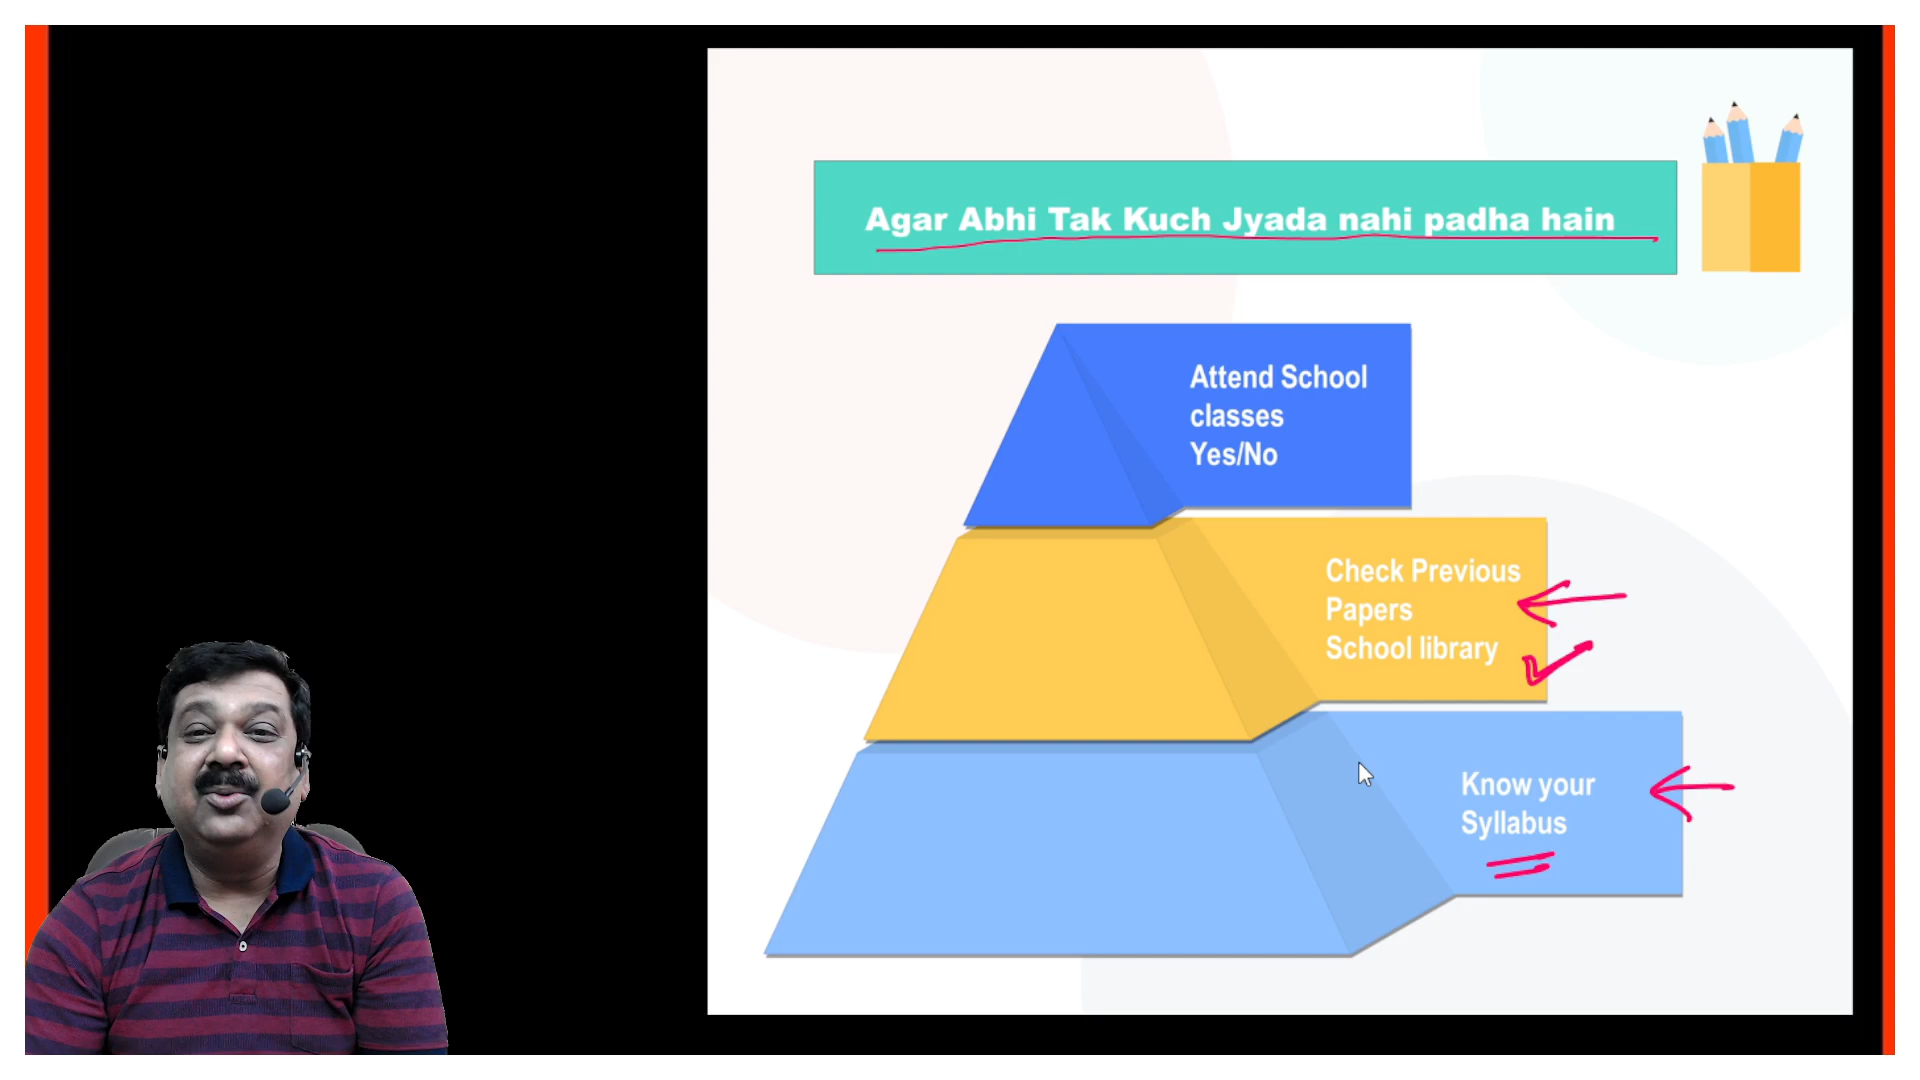 Agar Abhi Tak Kuch Jyada nahi padha hain
Attend School
classes
Yes/No
Check Previous
Papers
School library
Know your
Syllabus